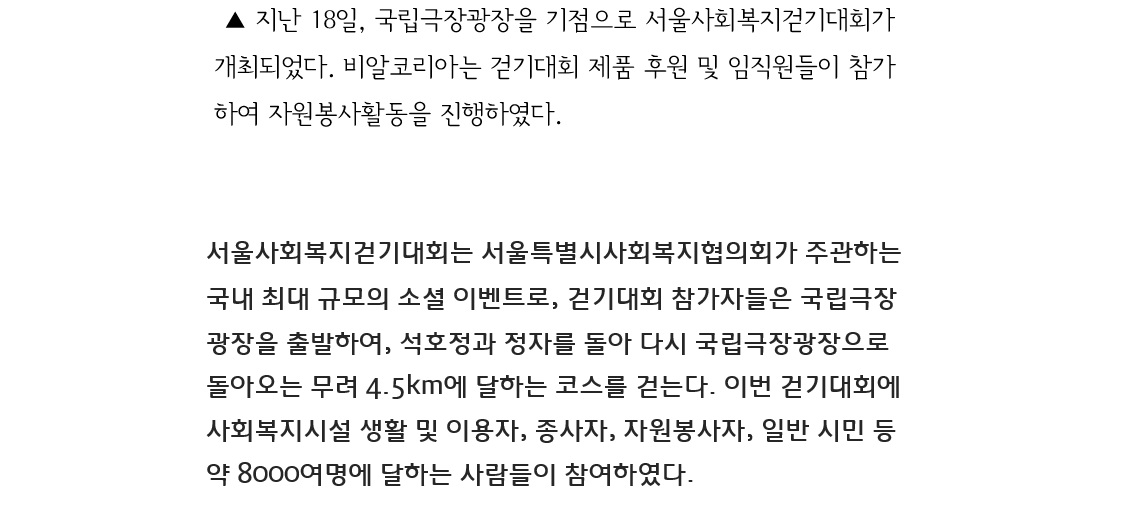 ▲ 지난 18일, 국립극장광장을 기점으로 서울사회복지걷기대회가
개최되었다. 비알코리아는 걷기대회 제품 후원 및 임직원들이 참가
하여 자원봉사활동을 진행하였다.
서울사회복지걷기대회는 서울특별시사회복지협의회가 주관하는
국내 최대 규모의 소셜 이벤트로, 걷기대회 참가자들은 국립극장
광장을 출발하여, 석호정과 정자를 돌아 다시 국립극장광장으로
돌아오는 무려 4.5km에 달하는 코스를 걷는다. 이번 걷기대회에
사회복지시설 생활 및 이용자, 종사자, 자원봉사자, 일반 시민 등
약 8000여명에 달하는 사람들이 참여하였다.